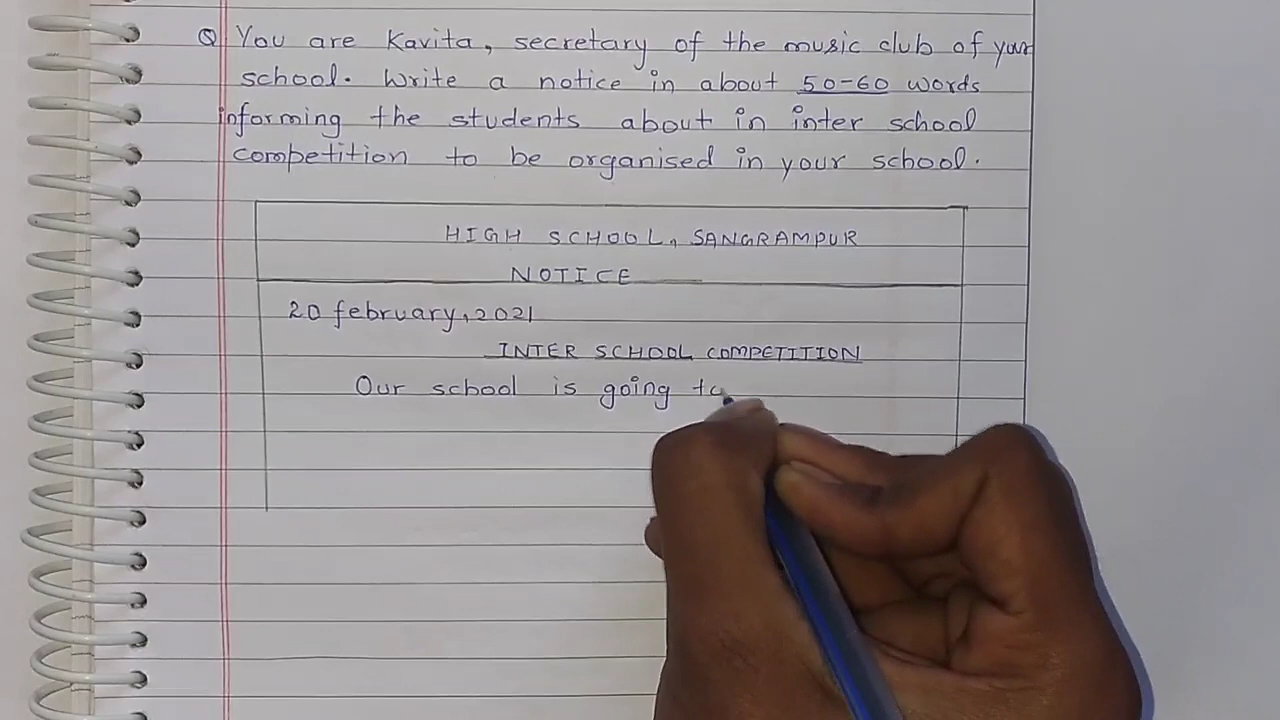 Q You are Kavita, secretary of the music club of your
school. Write a notice in about 50-60 words
informing the students about in inter school
competition to be organised in your school.
HIGH SCHOOL, SANGRAMPUR
NOTICE
20 february, 2021
INTER SCHOOL COMPETITION
Our school is going to